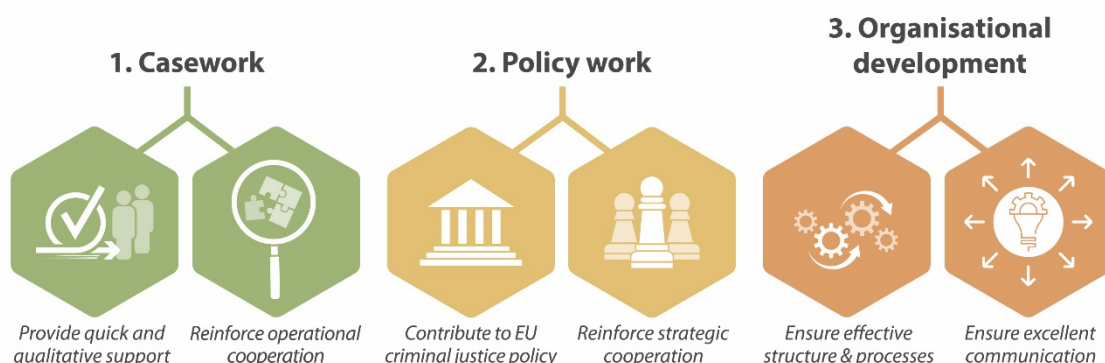 1. Casework
2. Policy work
3. Organisational
development
Provide quick and
qualitative support
Reinforce operational
cooperation
Contribute to EU
criminal justice policy
Reinforce strategic
cooperation
Ensure effective
structure & processes
Ensure excellent
communication